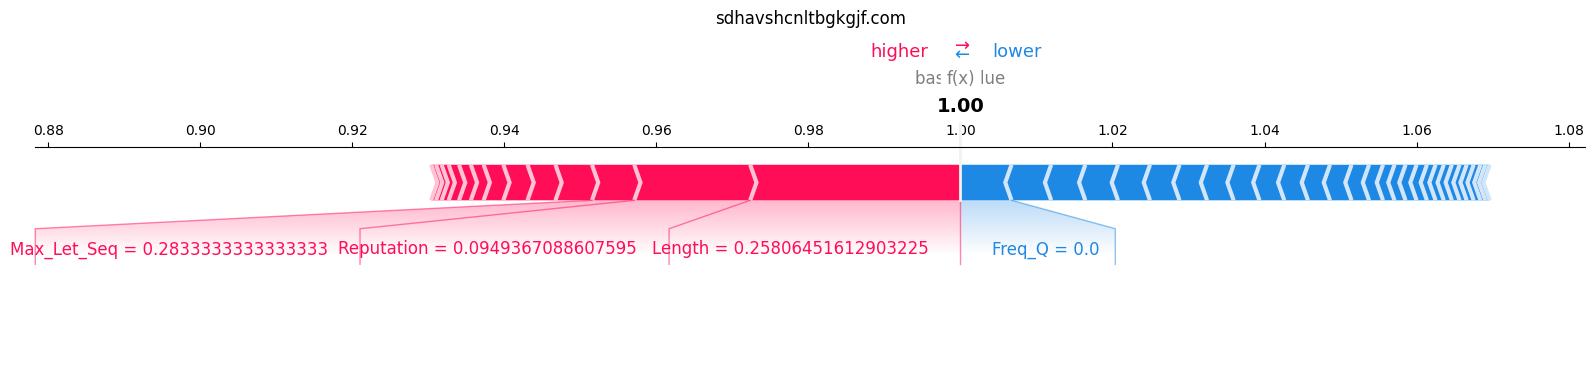 sdhavshcnltbgkgjf.com
higher → ← lower
bas f(x) lue
1.00
0.88 0.90 0.92 0.94 0.96 0.98 1.00 1.02 1.04 1.06 1.08
Max_Let_Seq = 0.2833333333333333 Reputation = 0.0949367088607595 Length = 0.25806451612903225 Freq_Q = 0.0